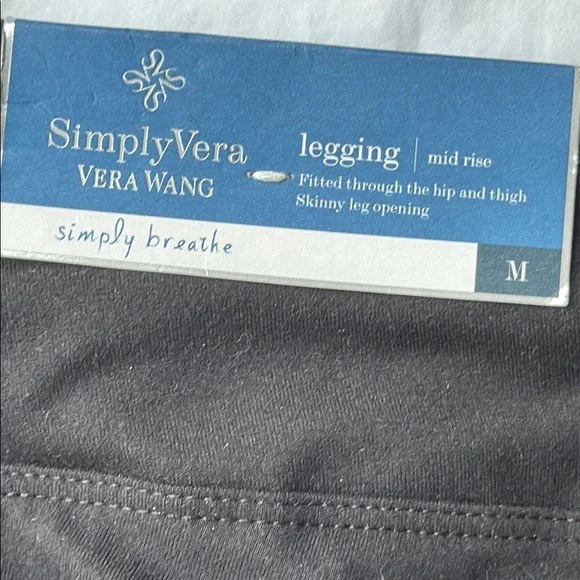 SimplyVera
VERA WANG
legging | mid rise
Fitted through the hip and thigh
Skinny leg opening
simply breathe
M